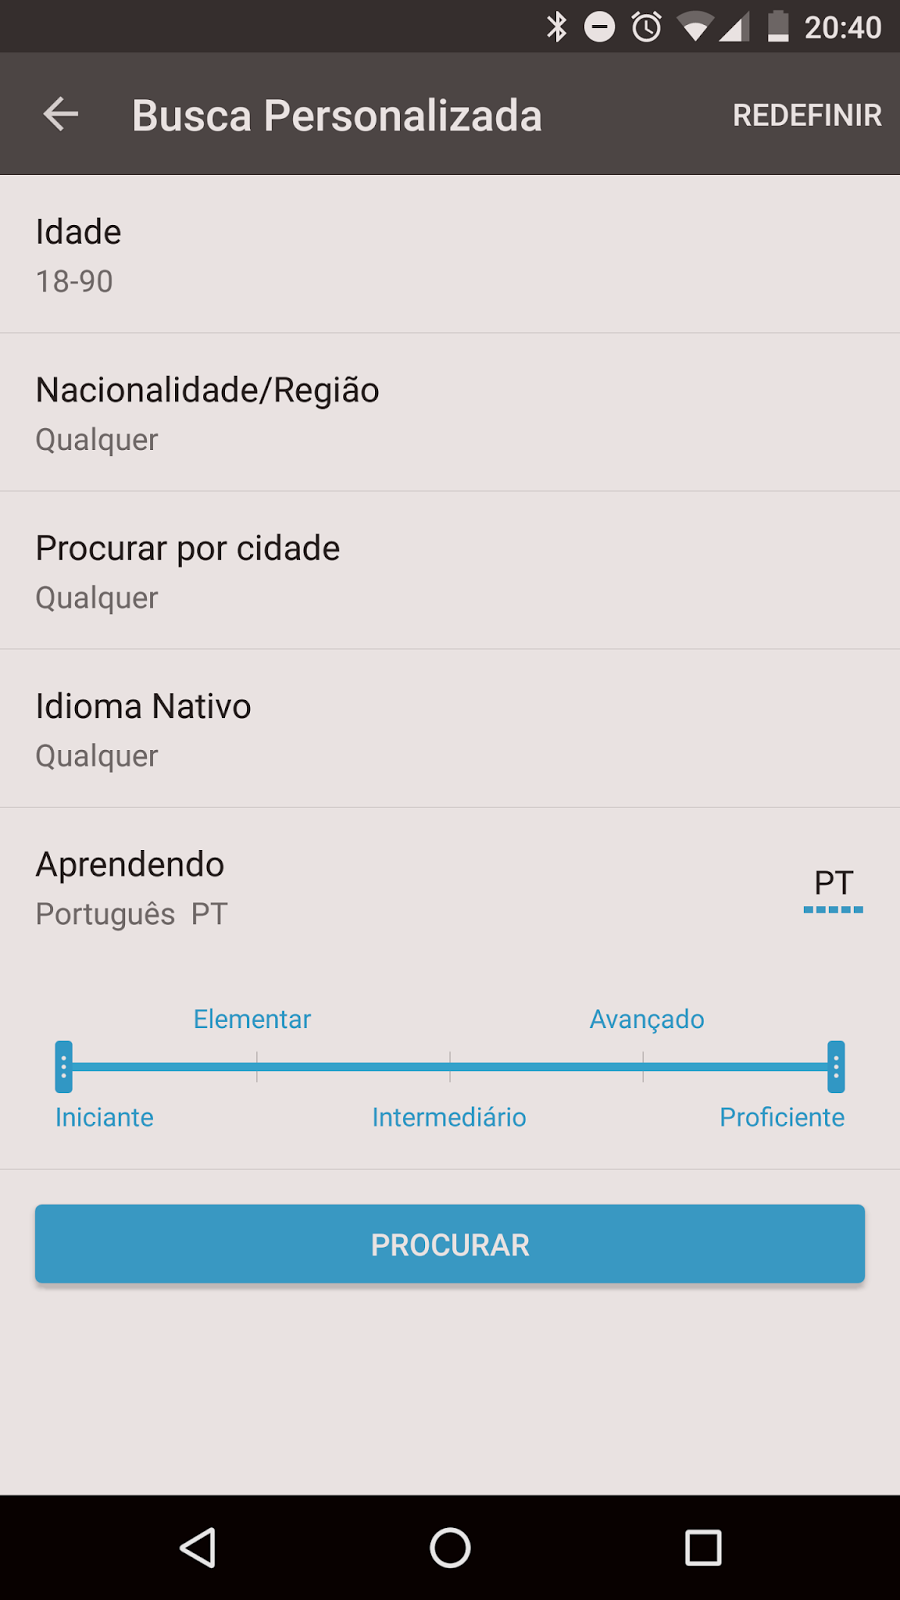 20:40
Busca Personalizada REDEFINIR
Idade
18-90
Nacionalidade/Região
Qualquer
Procurar por cidade
Qualquer
Idioma Nativo
Qualquer
Aprendendo
Português PT
PT
Elementar Avançado
Iniciante Intermediário Proficiente
PROCURAR